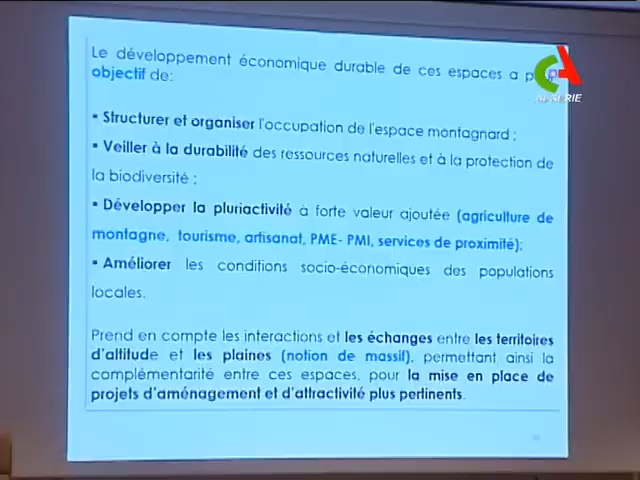 Le développement économique durable de ces espaces a p
objectif de:
▪ Structurer et organiser l'occupation de l'espace montagnard ;
▪ Veiller à la durabilité des ressources naturelles et à la protection de
la biodiversité ;
▪ Développer la pluriactivité à forte valeur ajoutée (agriculture de
montagne, tourisme, artisanat, PME- PMI, services de proximité);
▪ Améliorer les conditions socio-économiques des populations
locales.
Prend en compte les interactions et les échanges entre les territoires
d'altitude et les plaines (notion de massif), permettant ainsi la
complémentarité entre ces espaces, pour la mise en place de
projets d'aménagement et d'attractivité plus pertinents.
ALGERIE